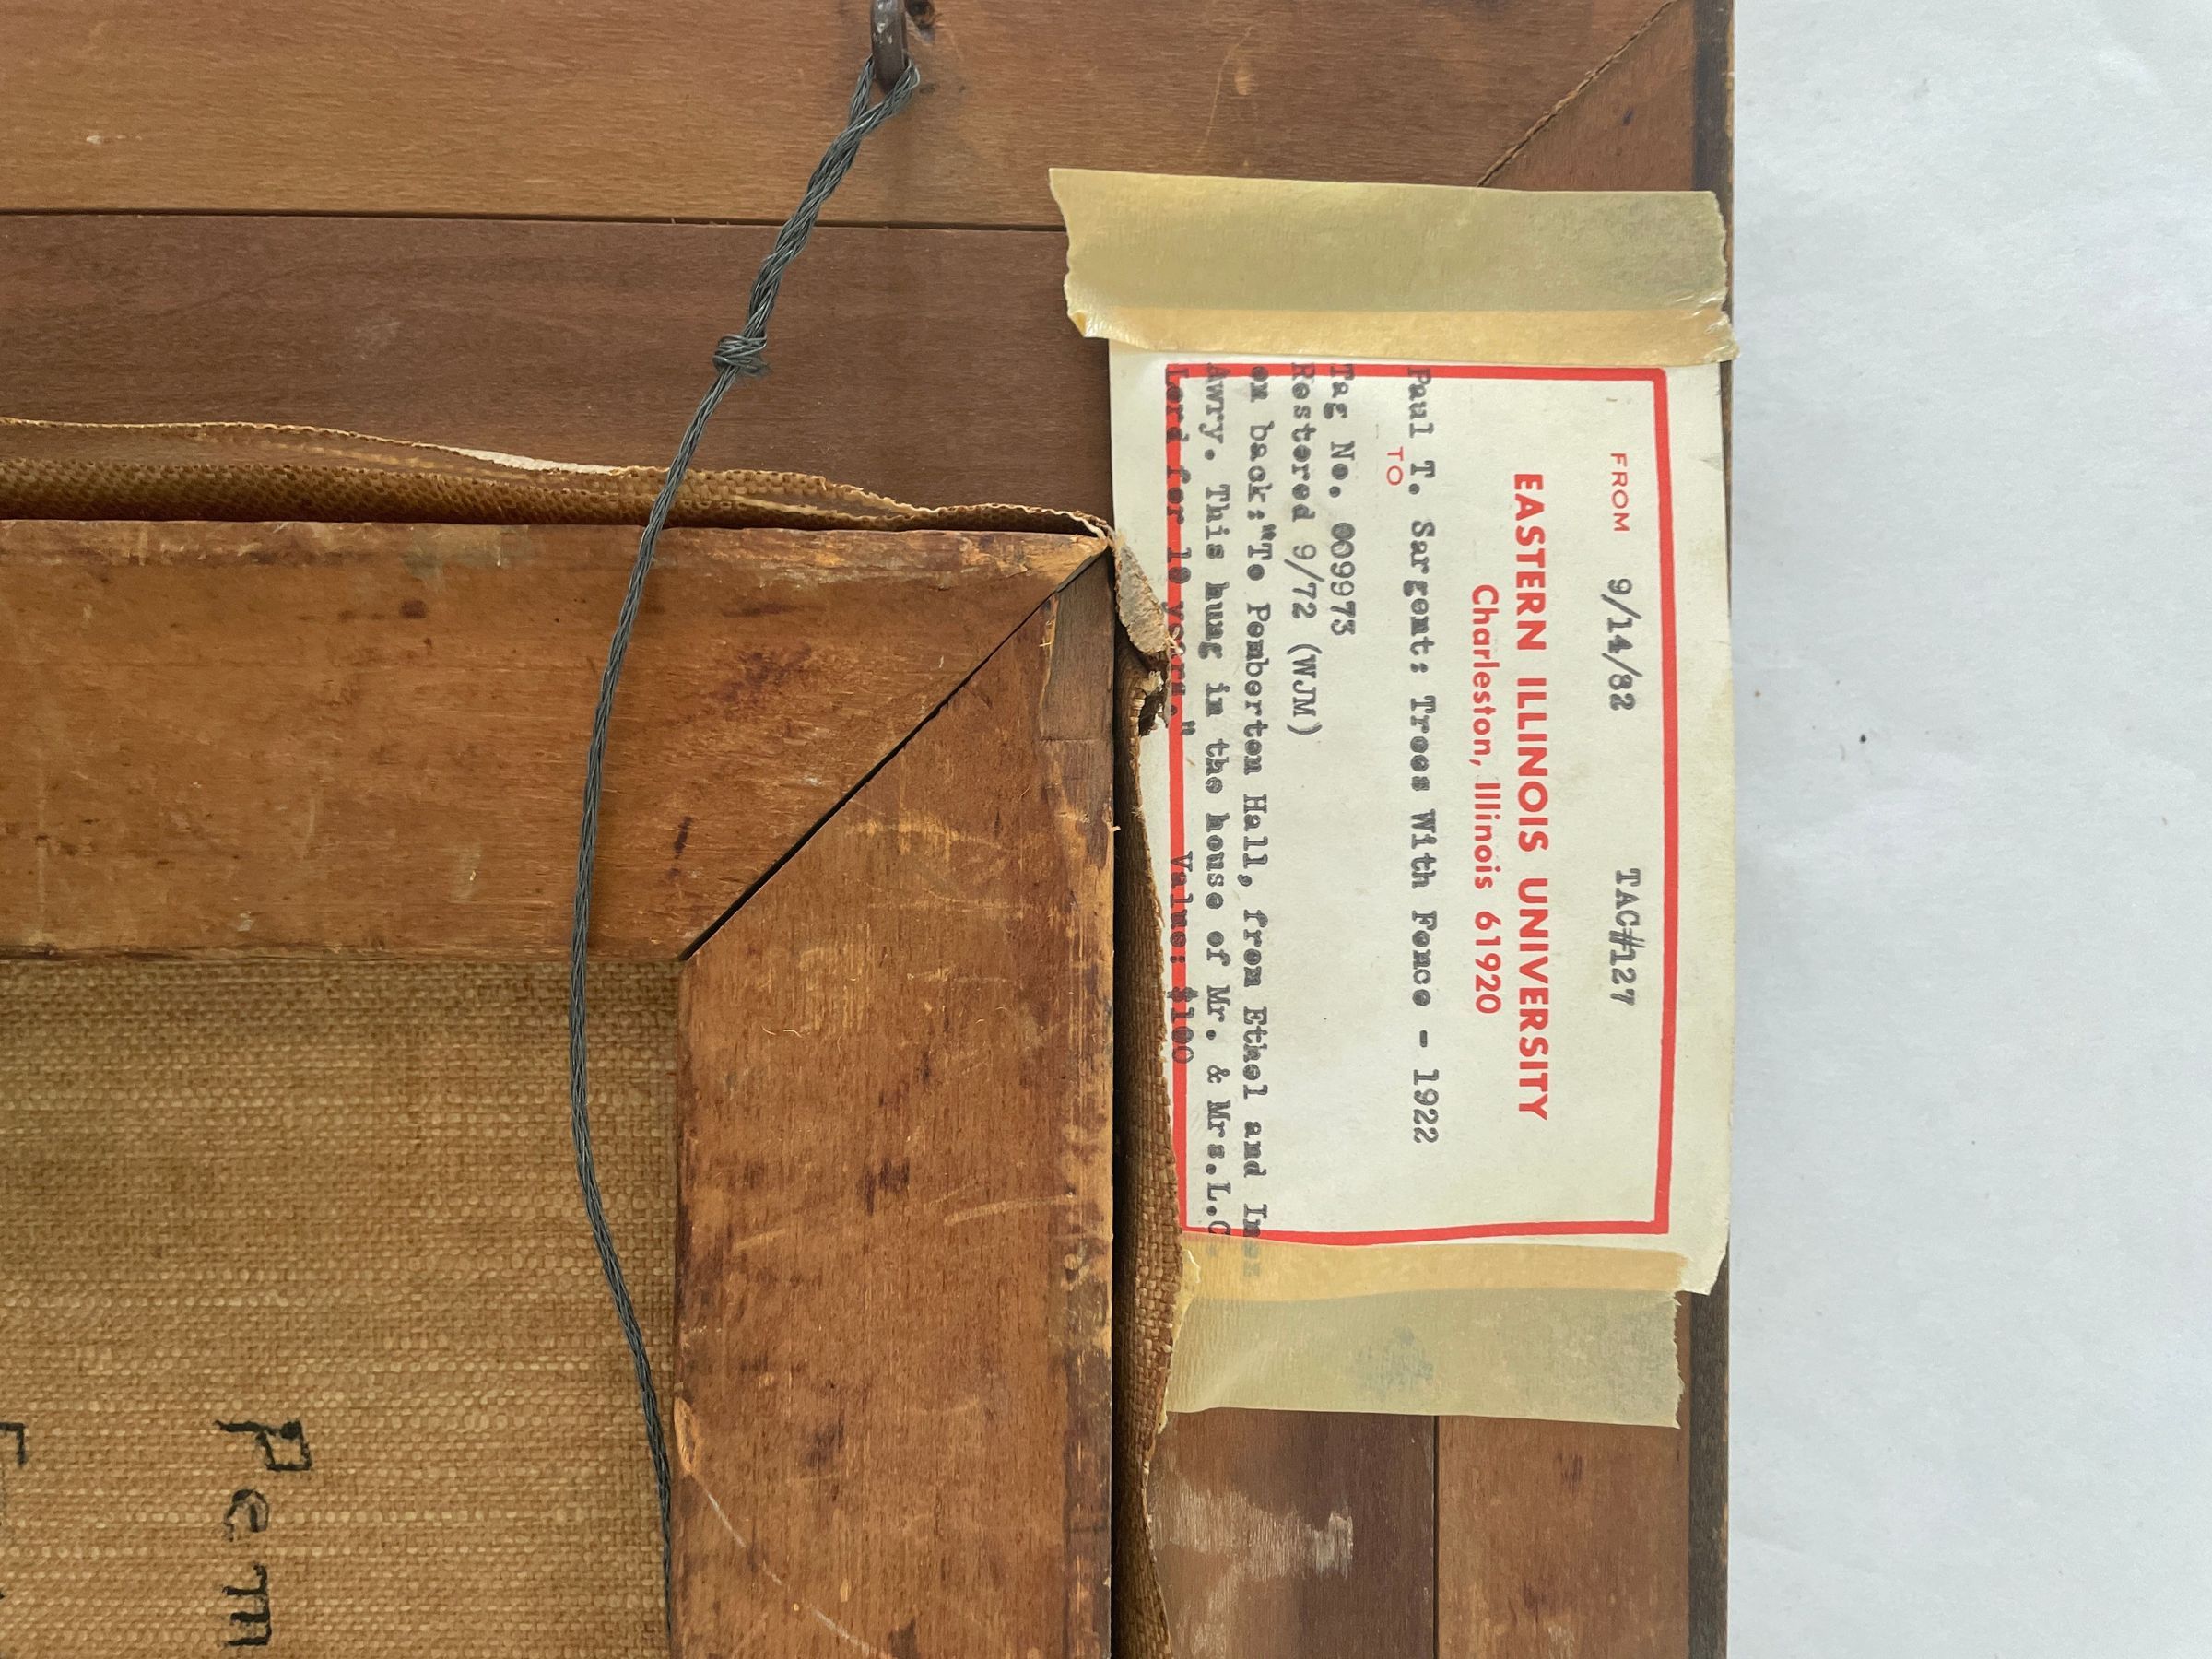 FROM 9/14/82 TAC#127
EASTERN ILLINOIS UNIVERSITY
Charleston, Illinois 61920
Paul T. Sargent: Trees With Fence - 1922
TO
Tag No. 009973
Restored 9/72 (WJM)
on back:"To Pemberton Hall, from Ethel and Inez
Awry. This hung in the house of Mr. & Mrs.L.C.
Lord for 10 years." Value: $100
Pem